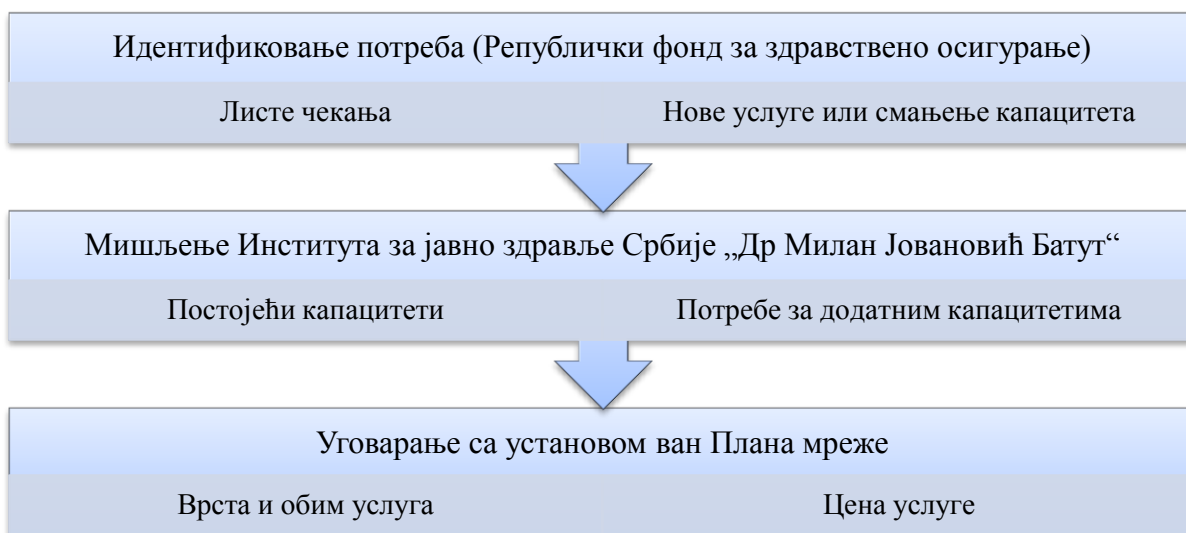 Идентификовање потреба (Републички фонд за здравствено осигурање)
Листе чекања
Нове услуге или смањење капацитета
Мишљење Института за јавно здравље Србије „Др Милан Јовановић Батут“
Постојећи капацитети
Потребе за додатним капацитетима
Уговарање са установом ван Плана мреже
Врста и обим услуга
Цена услуге